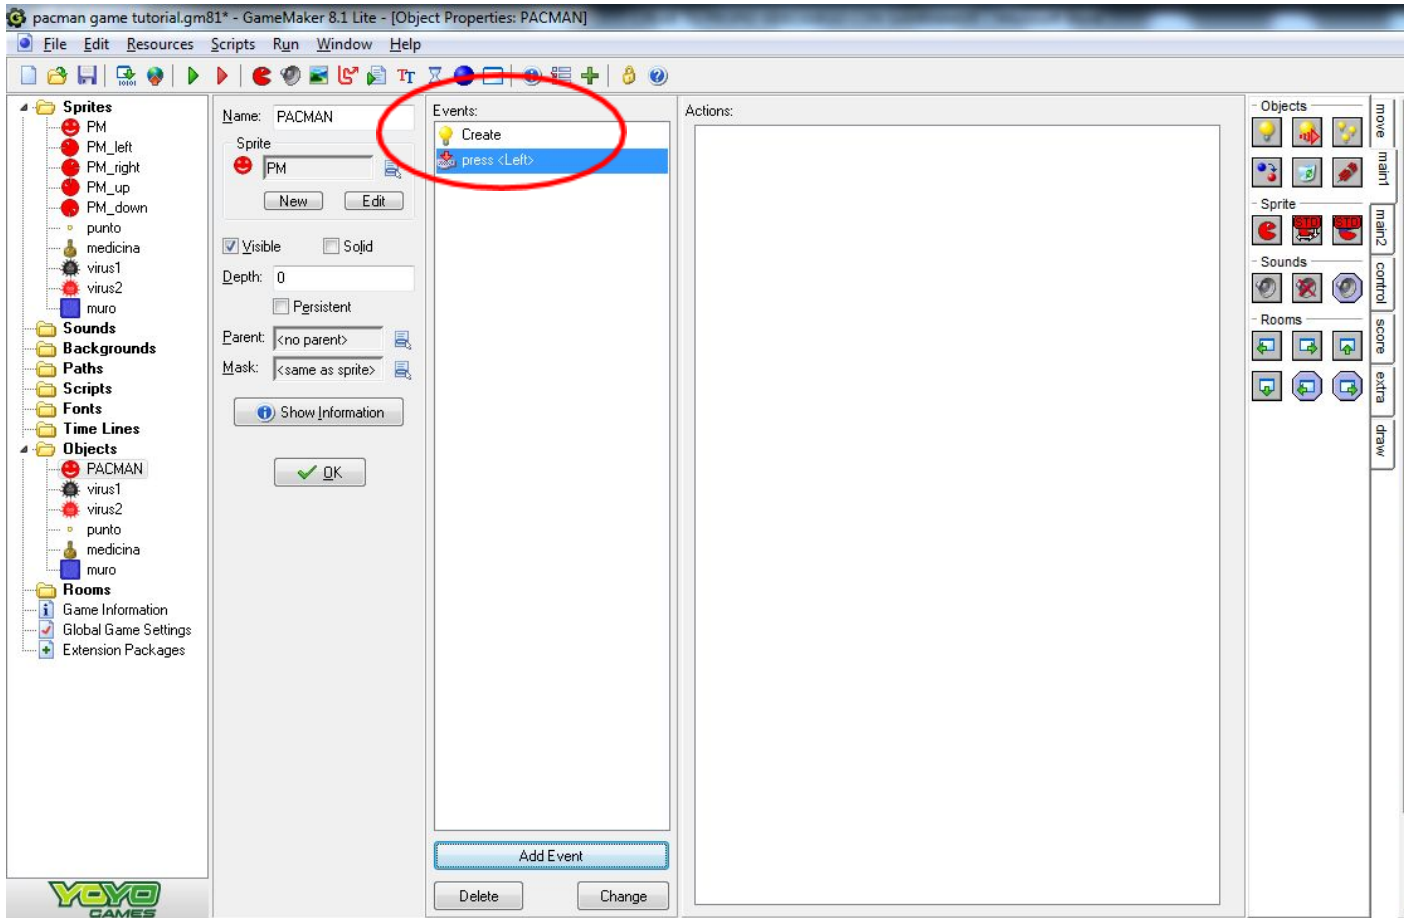 pacman game tutorial.gm81* - GameMaker 8.1 Lite - [Object Properties: PACMAN]
File Edit Resources Scripts Run Window Help
Sprites
PM
PM_left
PM_right
PM_up
PM_down
punto
medicina
virus1
virus2
muro
Sounds
Backgrounds
Paths
Scripts
Fonts
Time Lines
Objects
PACMAN
virus1
virus2
punto
medicina
muro
Rooms
Game Information
Global Game Settings
Extension Packages
YOYO
GAMES
Name: PACMAN
Sprite
PM
New Edit
Visible Solid
Depth: 0
Persistent
Parent: <no parent>
Mask: <same as sprite>
Show Information
OK
Events:
Create
press <Left>
Add Event
Delete Change
Actions:
Objects
Sprite
STD STD
Sounds
Rooms
move
main1
main2
control
score
extra
draw